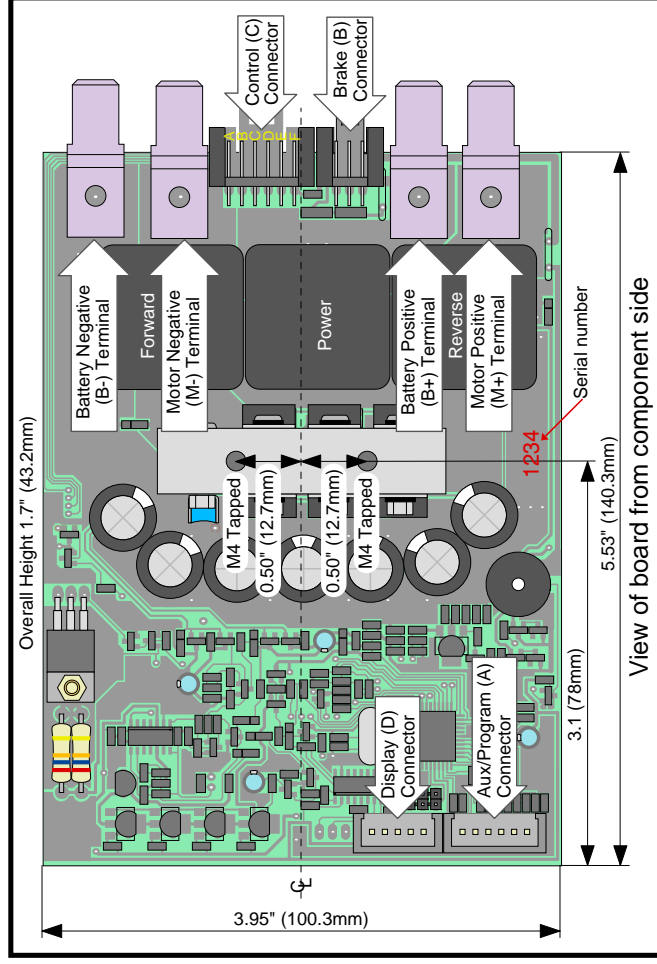 Overall Height 1.7" (43.2mm)
Battery Negative
(B-) Terminal
Forward
Motor Negative
(M-) Terminal
Control (C)
Connector
A
B
C
D
E
F
Brake (B)
Connector
Power
Battery Positive
(B+) Terminal
Reverse
Motor Positive
(M+) Terminal
M4 Tapped
0.50" (12.7mm)
0.50" (12.7mm)
M4 Tapped
1234
Serial number
Display (D)
Connector
Aux/Program (A)
Connector
CL
3.95" (100.3mm)
3.1 (78mm)
5.53" (140.3mm)
View of board from component side